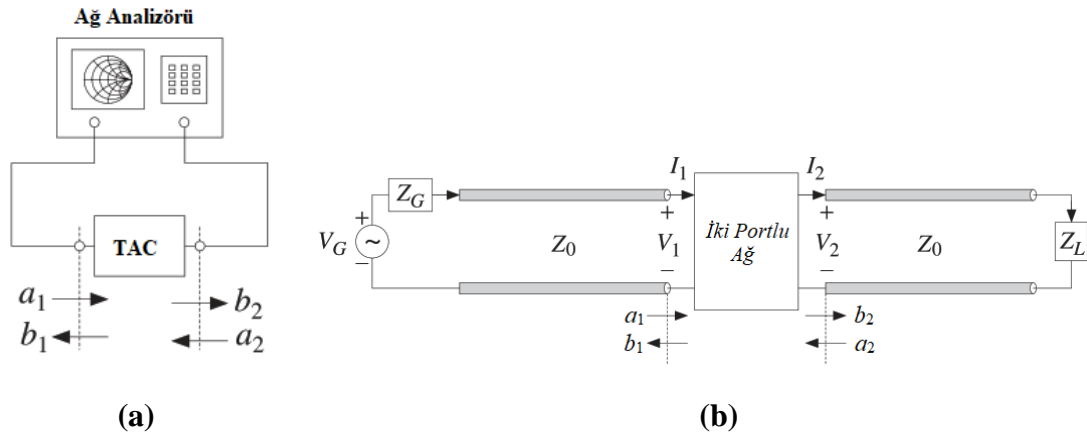 Ağ Analizörü
TAC
a1
b1
b2
a2
(a)
VG
+
−
ZG
Z0
I1
+
V1
−
İki Portlu
Ağ
I2
+
V2
−
Z0
ZL
a1
b1
b2
a2
(b)